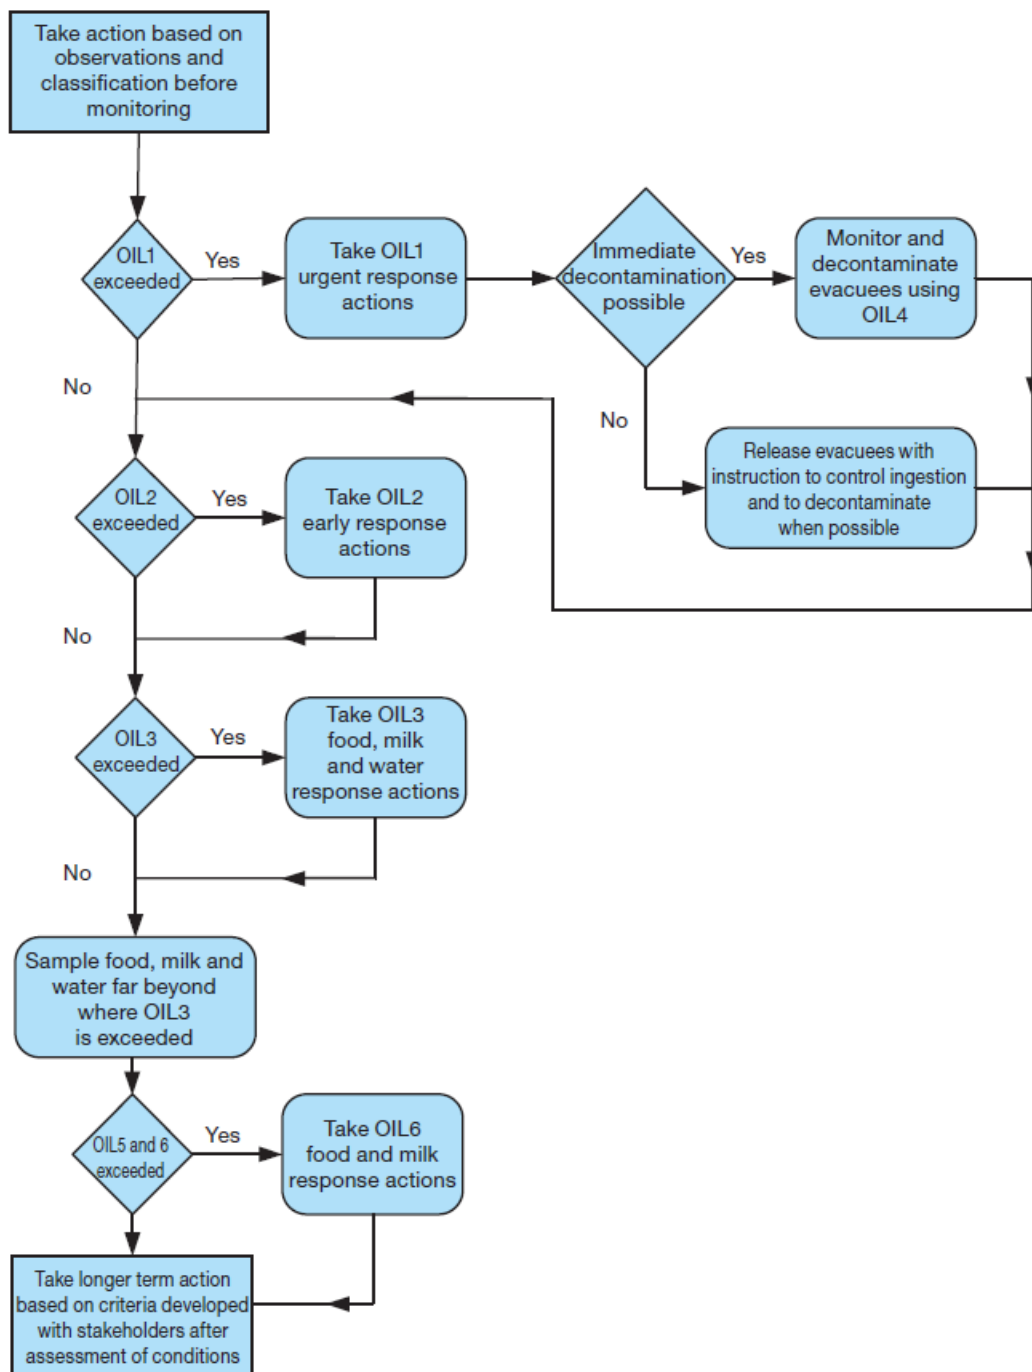 Take action based on
observations and
classification before
monitoring
OIL1
exceeded
Yes
Take OIL1
urgent response
actions
Immediate
decontamination
possible
Yes
Monitor and
decontaminate
evacuees using
OIL4
No
No
Release evacuees with
instruction to control ingestion
and to decontaminate
when possible
OIL2
exceeded
Yes
Take OIL2
early response
actions
No
OIL3
exceeded
Yes
Take OIL3
food, milk
and water
response actions
No
Sample food, milk and
water far beyond
where OIL3
is exceeded
OIL5 and 6
exceeded
Yes
Take OIL6
food and milk
response actions
Take longer term action
based on criteria developed
with stakeholders after
assessment of conditions